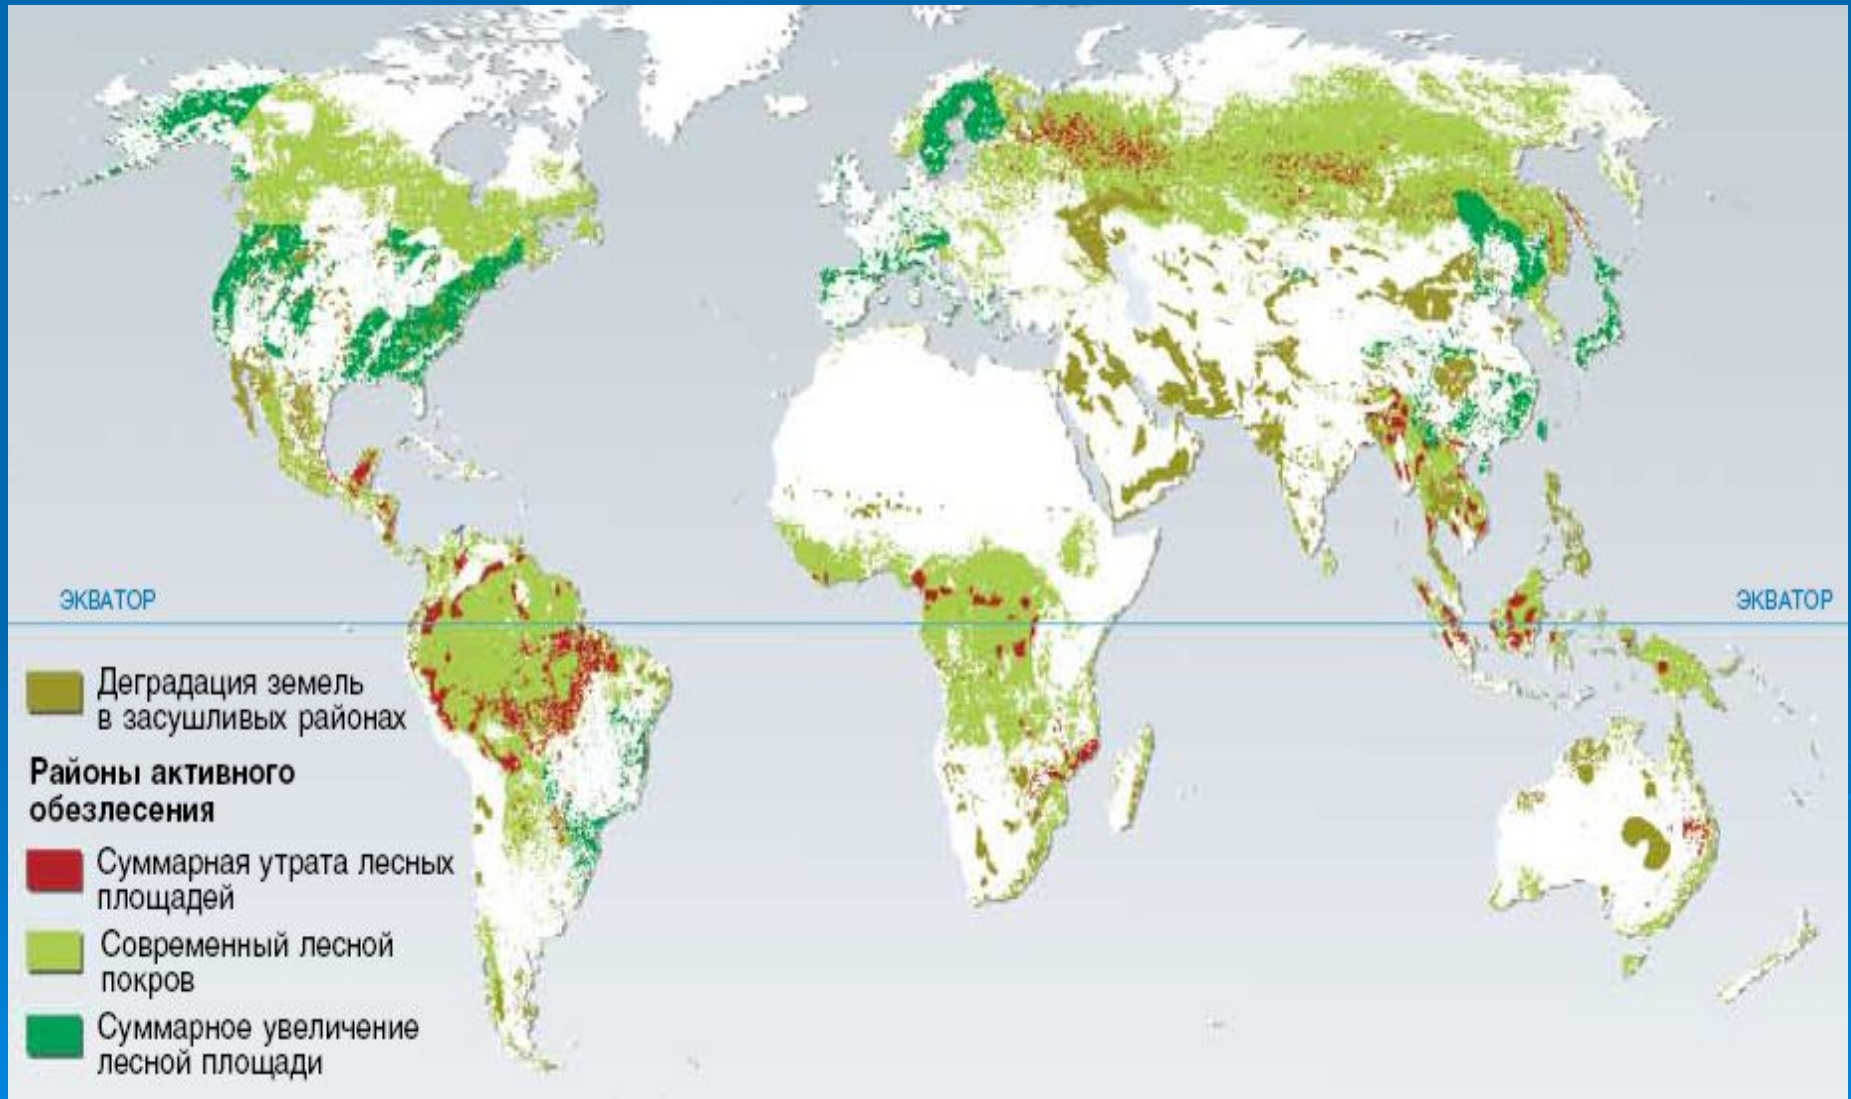 ЭКВАТОР
ЭКВАТОР
Деградация земель
в засушливых районах
Районы активного
обезлесения
Суммарная утрата лесных
площадей
Современный лесной
покров
Суммарное увеличение
лесной площади